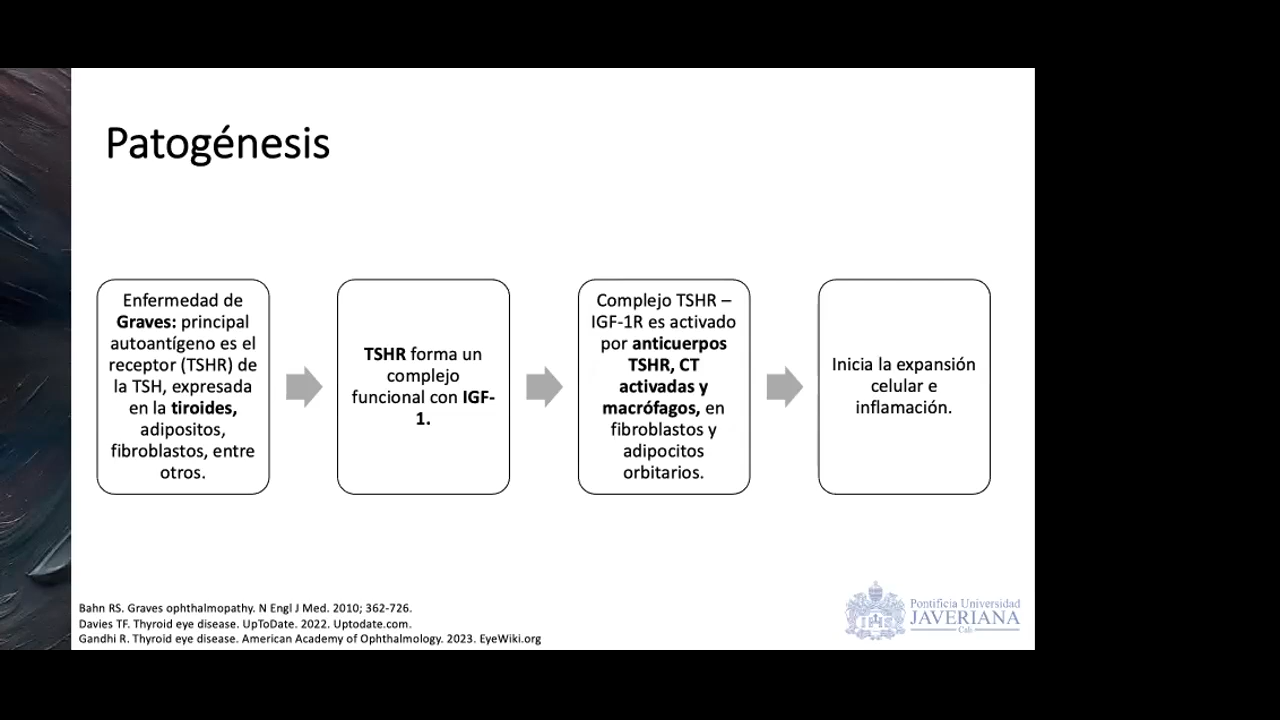 Patogénesis
Enfermedad de
Graves: principal
autoantígeno es el
receptor (TSHR) de
la TSH, expresada
en la tiroides,
adipositos,
fibroblastos, entre
otros.
TSHR forma un
complejo
funcional con IGF-
1.
Complejo TSHR –
IGF-1R es activado
por anticuerpos
TSHR, CT
activadas y
macrófagos, en
fibroblastos y
adipocitos
orbitarios.
Inicia la expansión
celular e
inflamación.
Bahn RS. Graves ophthalmopathy. N Engl J Med. 2010; 362-726.
Davies TF. Thyroid eye disease. UpToDate. 2022. Uptodate.com.
Gandhi R. Thyroid eye disease. American Academy of Ophthalmology. 2023. EyeWiki.org
Pontificia Universidad
JAVERIANA
Cali